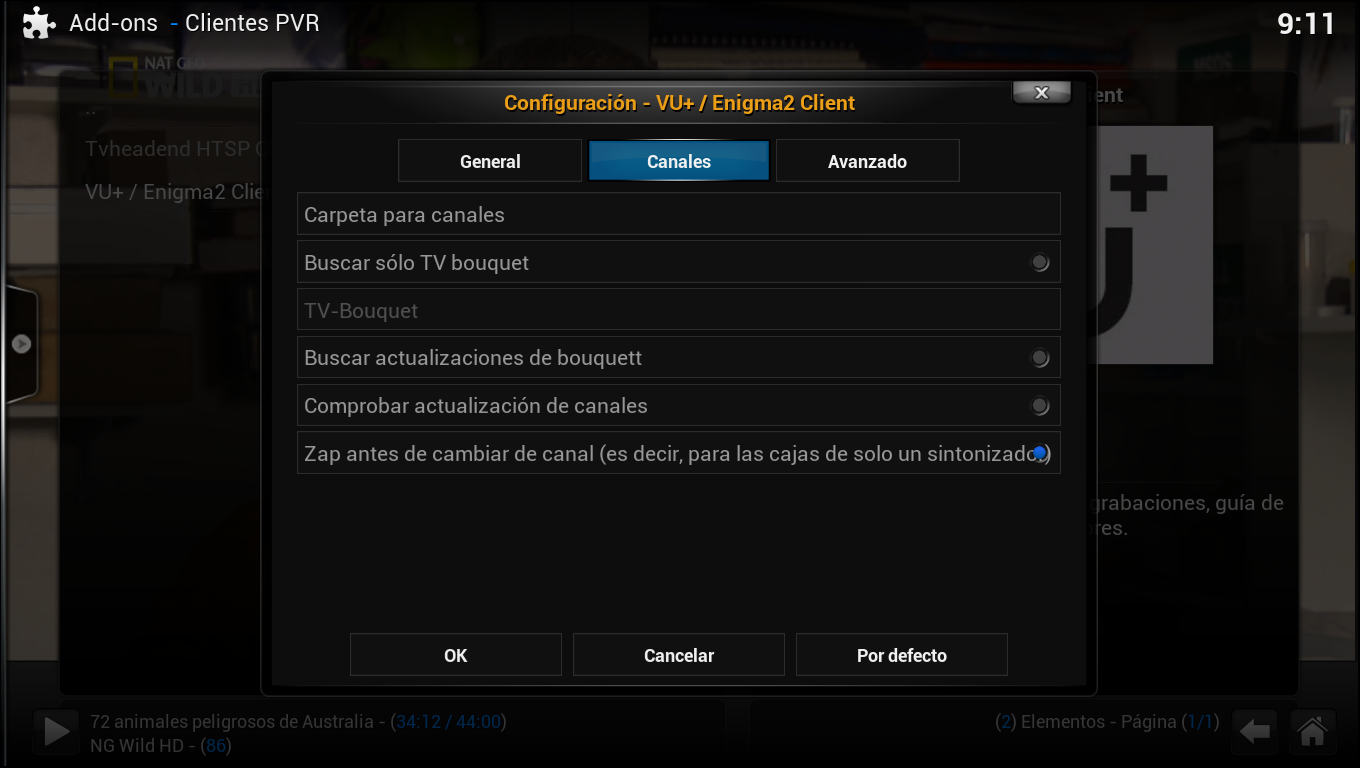 Add-ons - Clientes PVR
9:11
NAT GEO
WILD
ent
Configuración - VU+ / Enigma2 Client
General
Canales
Avanzado
..
Tvheadend HTSP
VU+ / Enigma2 Clie
Carpeta para canales
Buscar sólo TV bouquet
TV-Bouquet
Buscar actualizaciones de bouquett
Comprobar actualización de canales
Zap antes de cambiar de canal (es decir, para las cajas de solo un sintonizador)
grabaciones, guía de
res.
OK
Cancelar
Por defecto
72 animales peligrosos de Australia - (34:12 / 44:00)
NG Wild HD - (86)
(2) Elementos - Página (1/1)